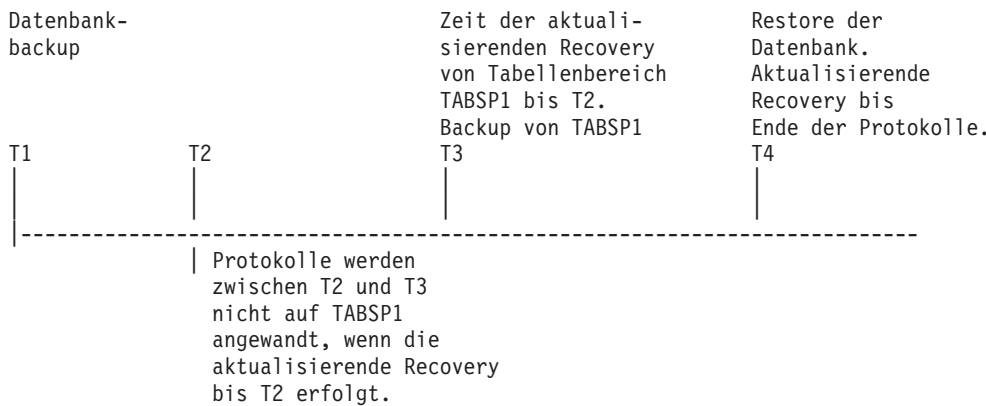 Datenbank-
backup
Zeit der aktuali-
sierenden Recovery
von Tabellenbereich
TABSP1 bis T2.
Backup von TABSP1
Restore der
Datenbank.
Aktualisierende
Recovery bis
Ende der Protokolle.
T1 T2 T3 T4
Protokolle werden
zwischen T2 und T3
nicht auf TABSP1
angewandt, wenn die
aktualisierende Recovery
bis T2 erfolgt.